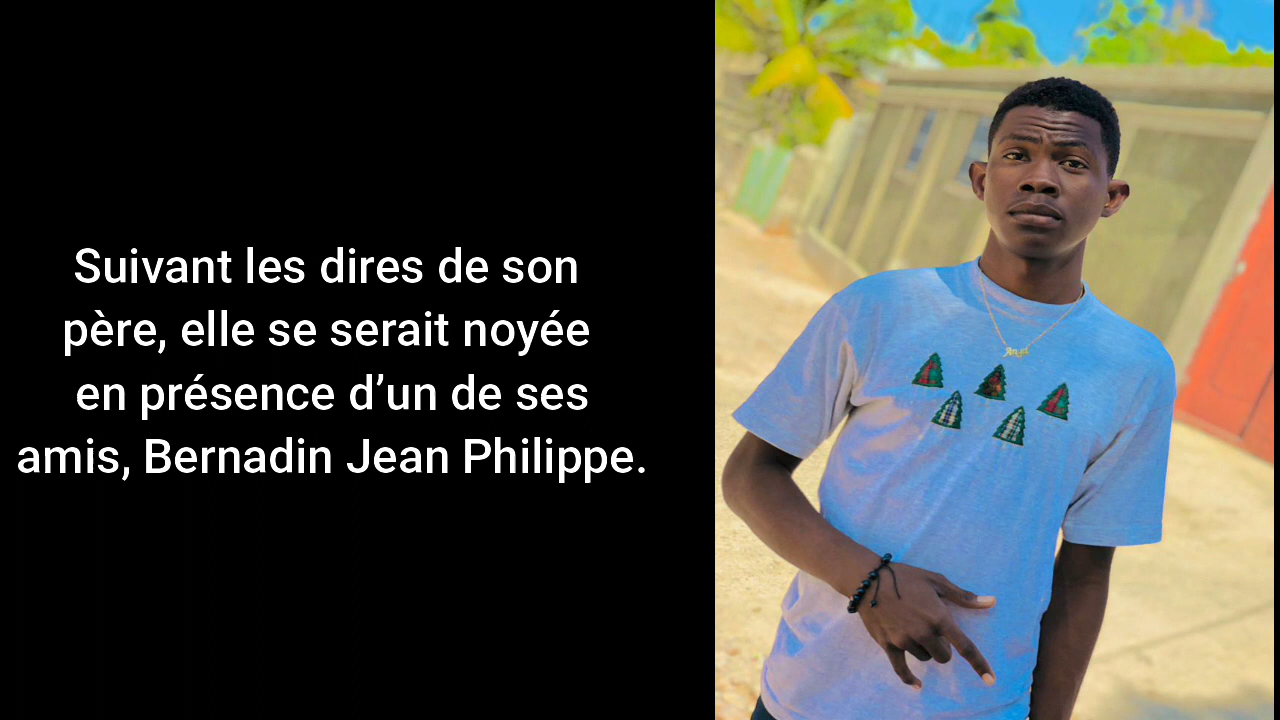 Suivant les dires de son
père, elle se serait noyée
en présence d’un de ses
amis, Bernadin Jean Philippe.